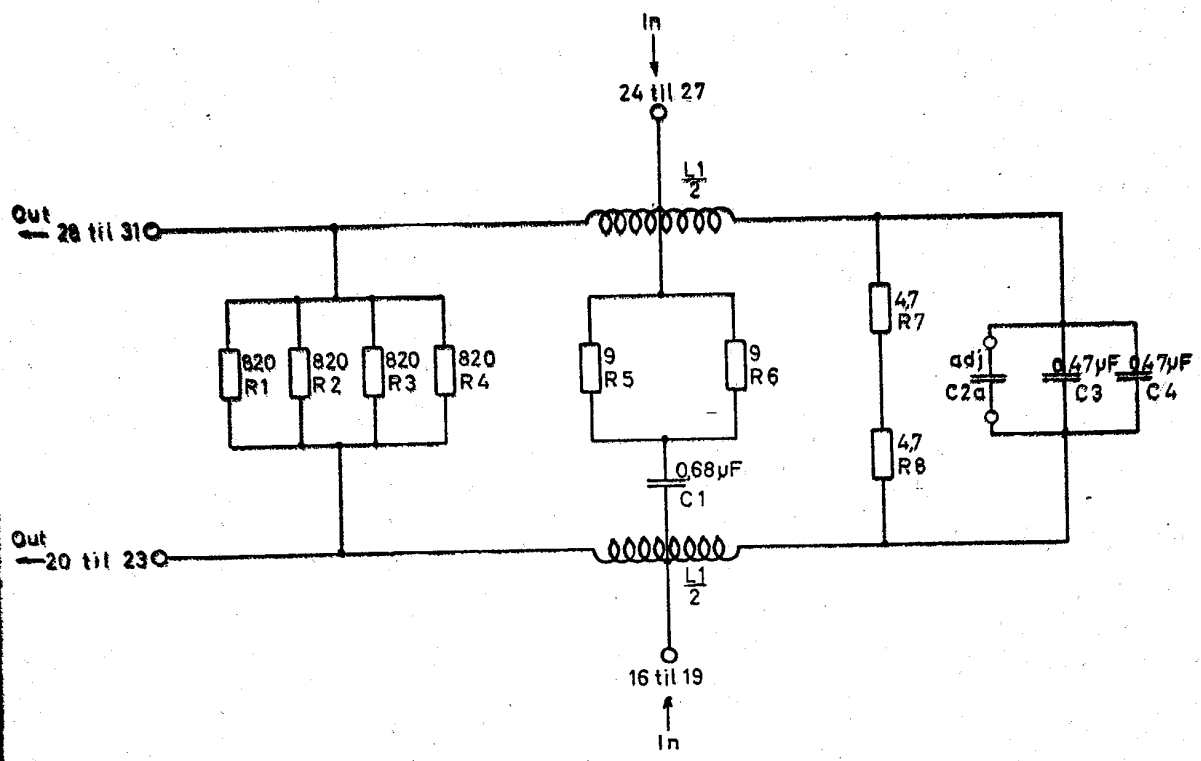 In
24 til 27
L1
2
Out
28 til 31
820
R1
820
R2
820
R3
820
R4
9
R5
9
R6
4,7
R7
adj
C2a
0,47µF
C3
0,47µF
C4
4,7
R8
0,68µF
C1
Out
20 til 23
L1
2
16 til 19
In